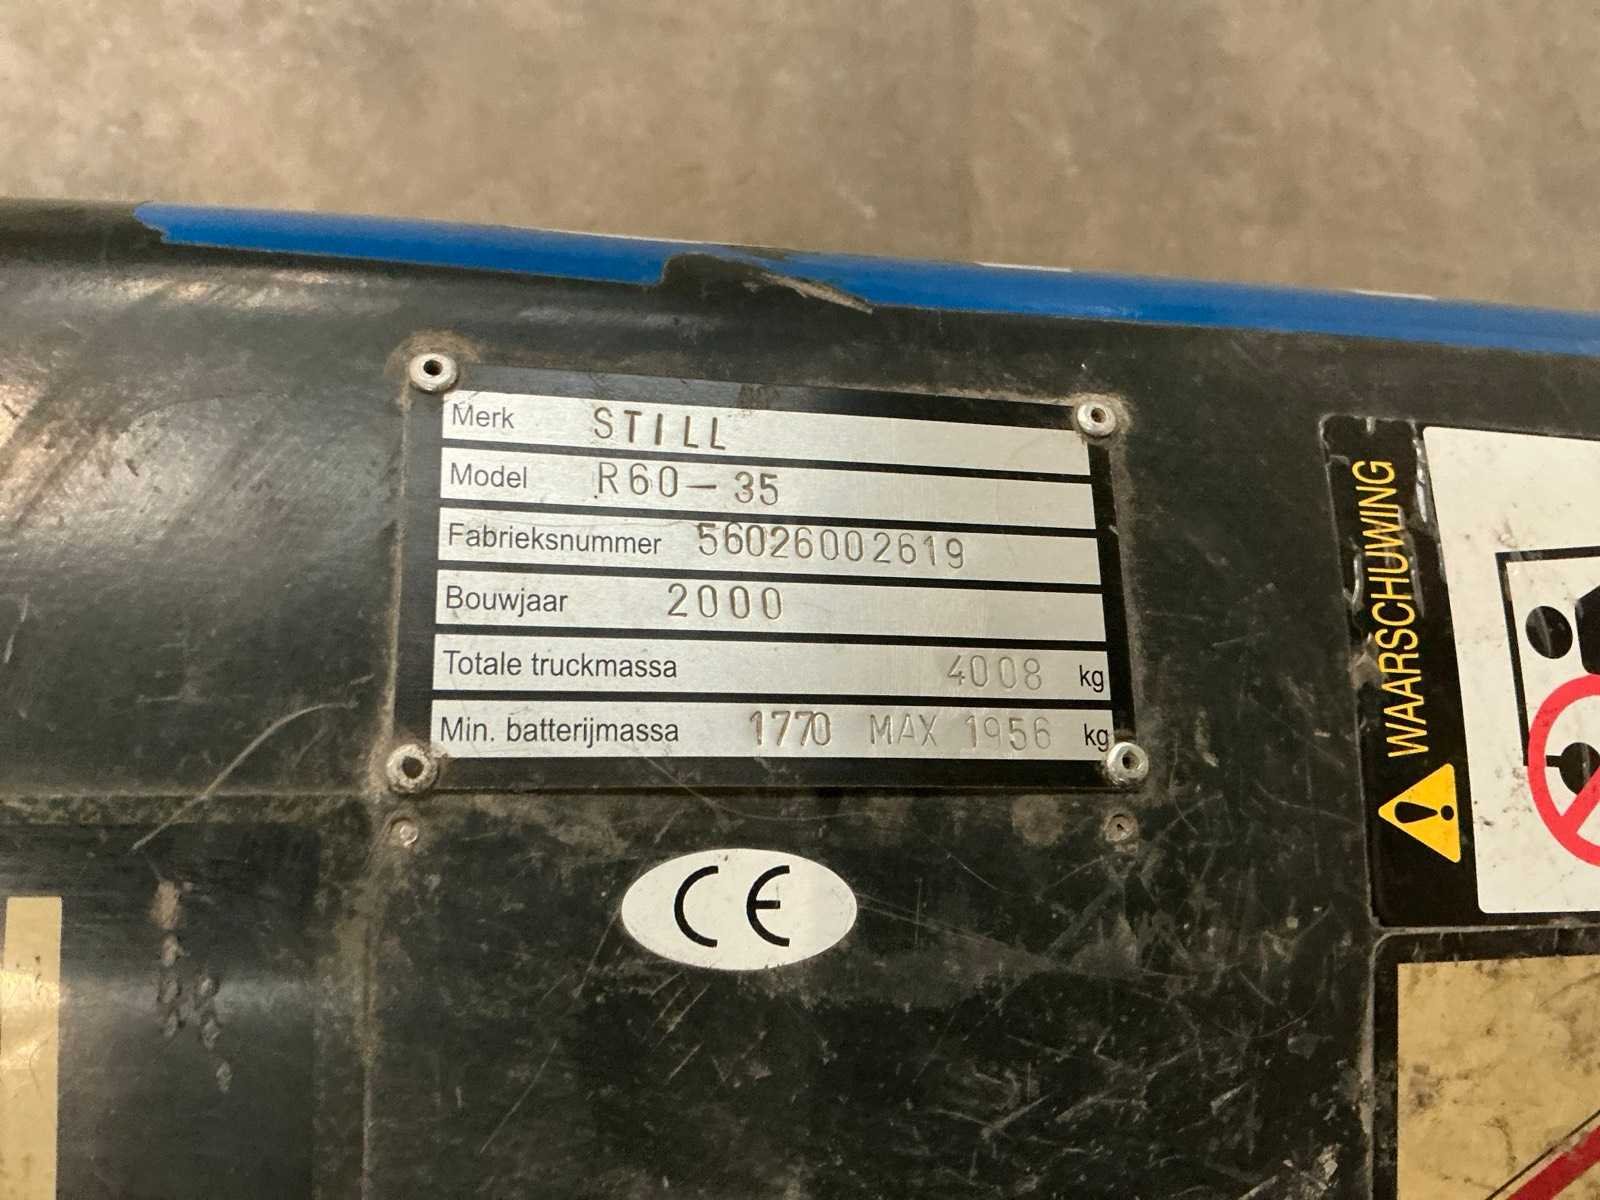 Merk STILL
Model R60-35
Fabrieksnummer 56026002619
Bouwjaar 2000
Totale truckmassa 4008 kg
Min. batterijmassa 1770 MAX 1956 kg
CE
WAARSCHUWING